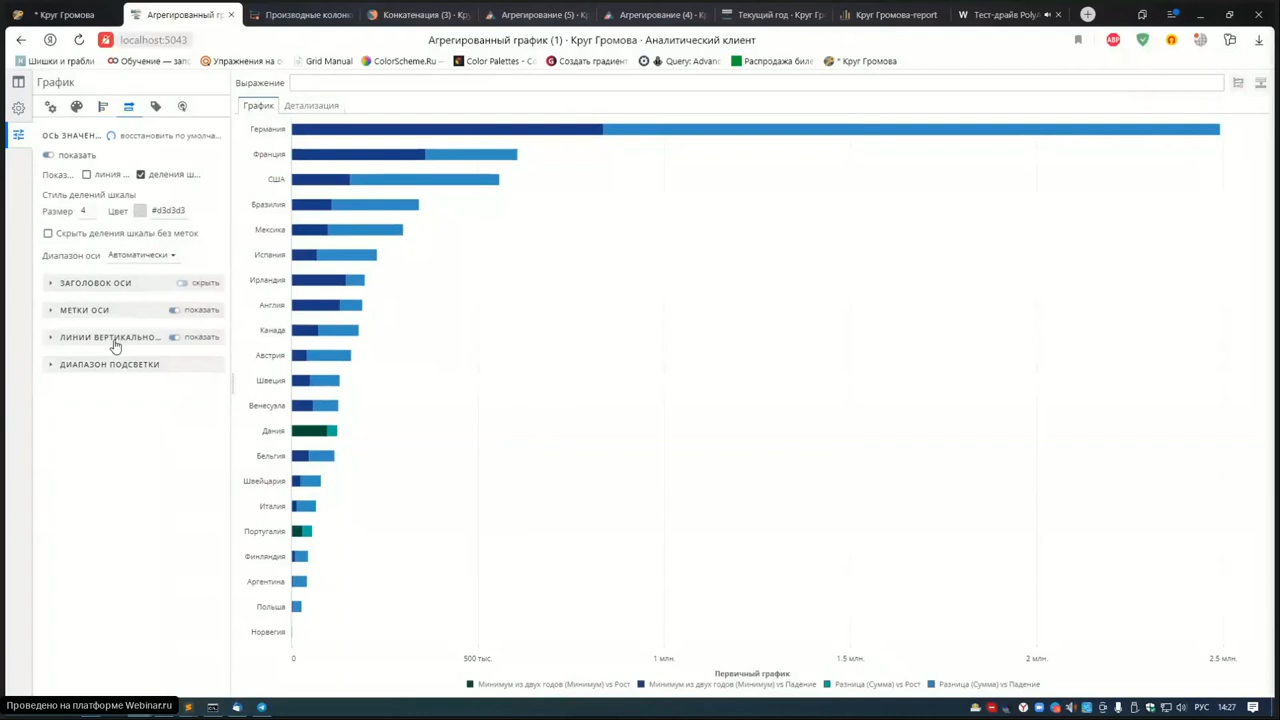 * Круг Громова
Агрегированный гр
Производные колонк
Конкатенация (3) · Кру
Агрегирование (5) · Кр
Агрегирование (4) · Кр
Текущий год · Круг Гр
Круг Громова-report
Тест-драйв Poly
localhost:5043
Агрегированный график (1) · Круг Громова · Аналитический клиент
Шишки и грабли
Обучение — запо
Упражнения на о
Grid Manual
ColorScheme.Ru —
Color Palettes - Co
Создать градиент
Query: Advanc
Распродажа биле
* Круг Громова
График
Выражение
График
Детализация
ОСЬ ЗНАЧЕН...
восстановить по умолча...
показать
Показ...
линия ...
деления ш...
Стиль делений шкалы
Размер 4 Цвет #d3d3d3
Скрыть деления шкалы без меток
Диапазон оси Автоматически
ЗАГОЛОВОК ОСИ скрыть
МЕТКИ ОСИ показать
ЛИНИИ ВЕРТИКАЛЬНО... показать
ДИАПАЗОН ПОДСВЕТКИ
Германия
Франция
США
Бразилия
Мексика
Испания
Ирландия
Англия
Канада
Австрия
Швеция
Венесуэла
Дания
Бельгия
Швейцария
Италия
Португалия
Финляндия
Аргентина
Польша
Норвегия
0 500 тыс. 1 млн. 1.5 млн. 2 млн. 2.5 млн.
Первичный график
Минимум из двух годов (Минимум) vs Рост
Минимум из двух годов (Минимум) vs Падение
Разница (Сумма) vs Рост
Разница (Сумма) vs Падение
Проведено на платформе Webinar.ru
РУС 14:27